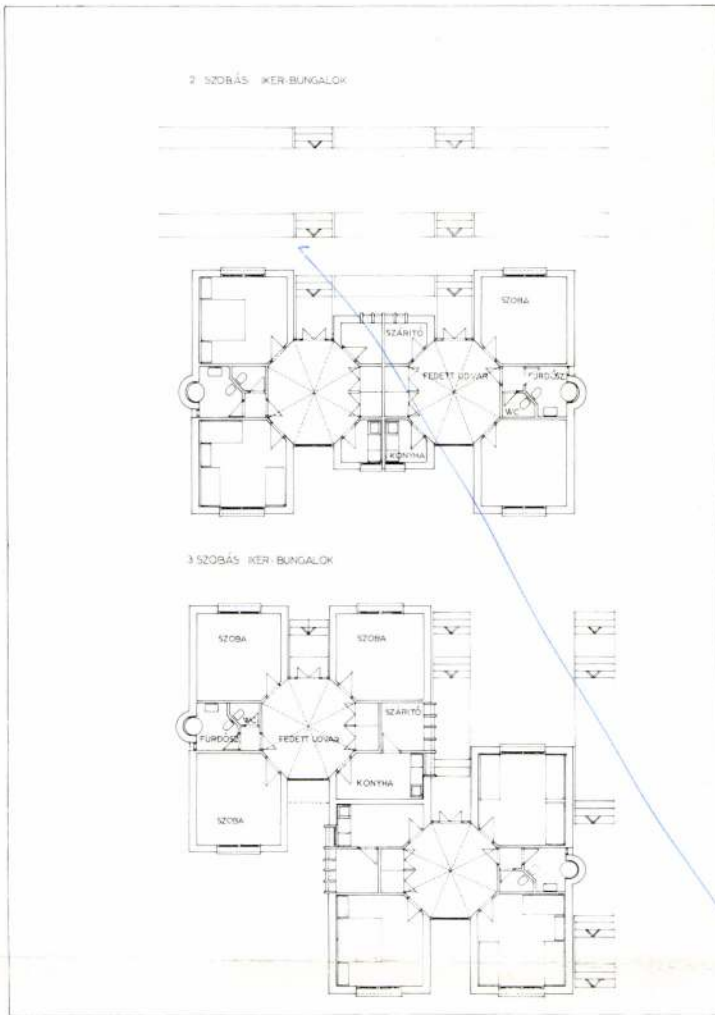 2 SZOBÁS IKER-BUNGALOK
SZOBA
SZÁRÍTÓ
FEDETT UDVAR
FÜRDŐSZ.
WC
KONYHA
3 SZOBÁS IKER-BUNGALOK
SZOBA
SZOBA
SZÁRÍTÓ
WC
FÜRDŐSZ.
FEDETT UDVAR
KONYHA
SZOBA